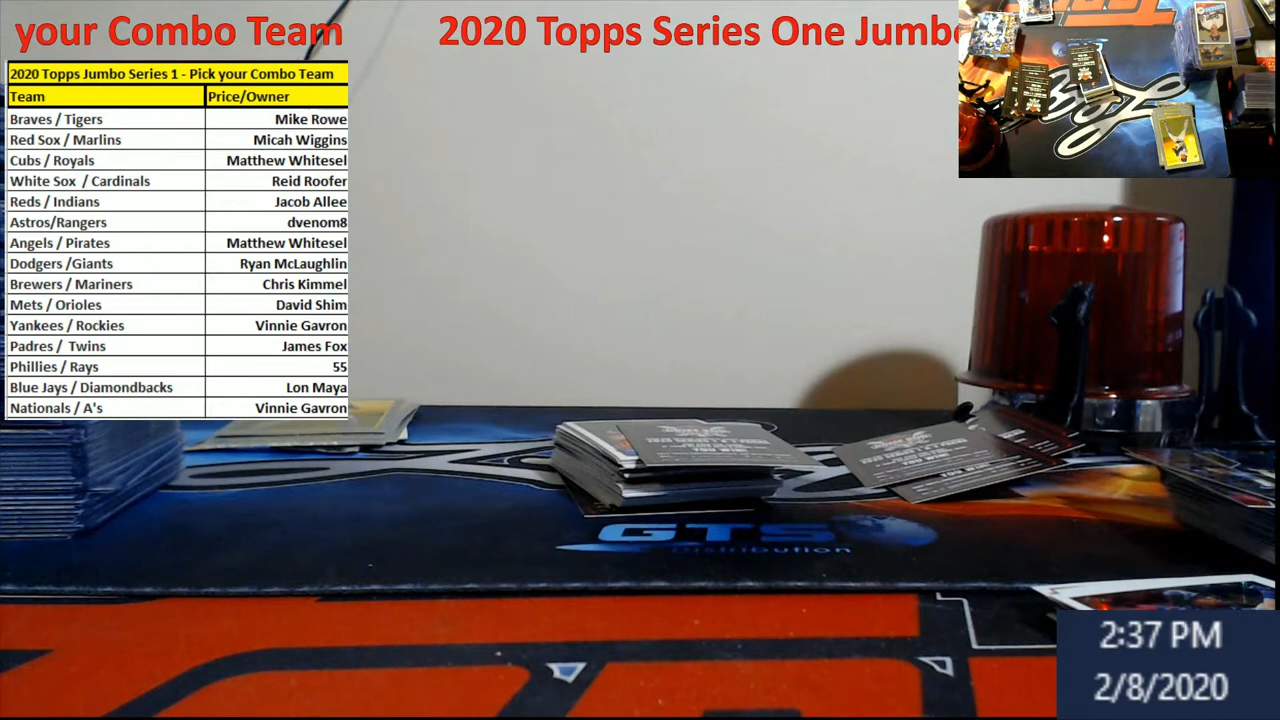 your Combo Team
2020 Topps Series One Jumbo
2020 Topps Jumbo Series 1 - Pick your Combo Team
Team Price/Owner
Braves / Tigers Mike Rowe
Red Sox / Marlins Micah Wiggins
Cubs / Royals Matthew Whitesel
White Sox / Cardinals Reid Roofer
Reds / Indians Jacob Allee
Astros/Rangers dvenom8
Angels / Pirates Matthew Whitesel
Dodgers /Giants Ryan McLaughlin
Brewers / Mariners Chris Kimmel
Mets / Orioles David Shim
Yankees / Rockies Vinnie Gavron
Padres / Twins James Fox
Phillies / Rays 55
Blue Jays / Diamondbacks Lon Maya
Nationals / A's Vinnie Gavron
YOU WIN!
YOU WIN!
GTS
Distribution
2:37 PM
2/8/2020